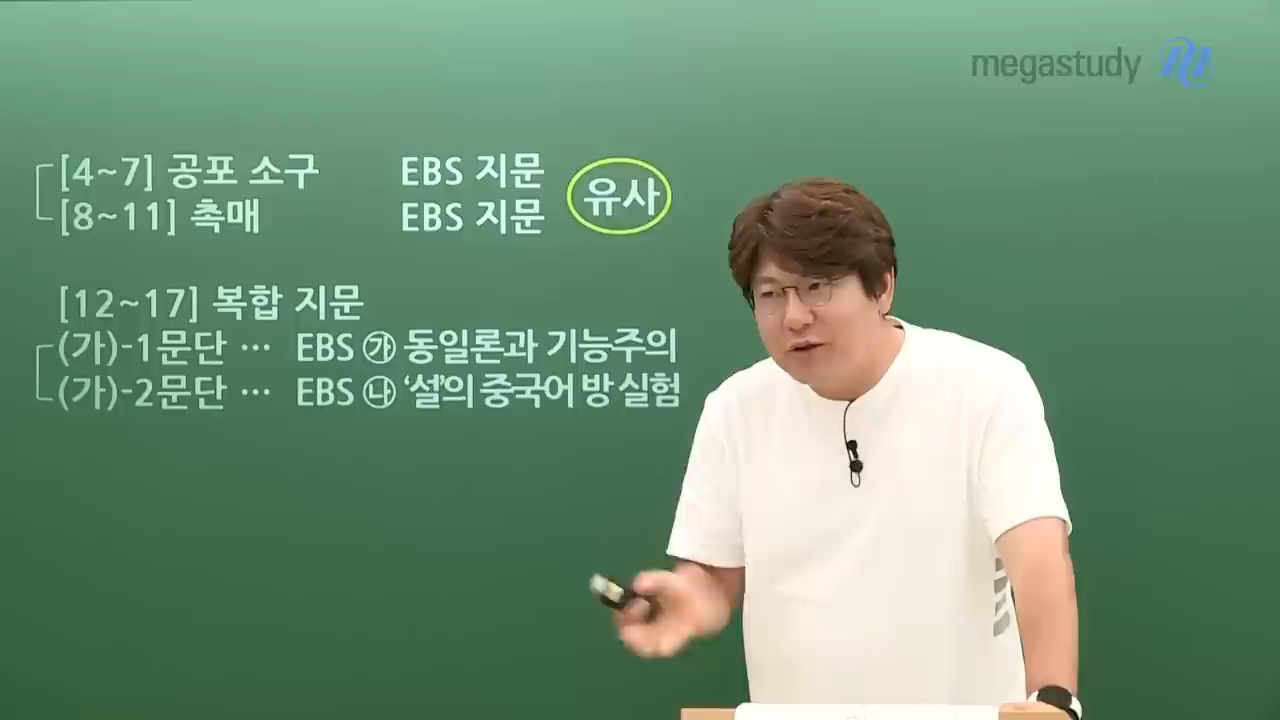 megastudy
[4~7] 공포 소구 EBS 지문
[8~11] 촉매 EBS 지문
유사
[12~17] 복합 지문
(가)-1문단 … EBS ㉮ 동일론과 기능주의
(가)-2문단 … EBS ㉯ '설'의 중국어 방 실험